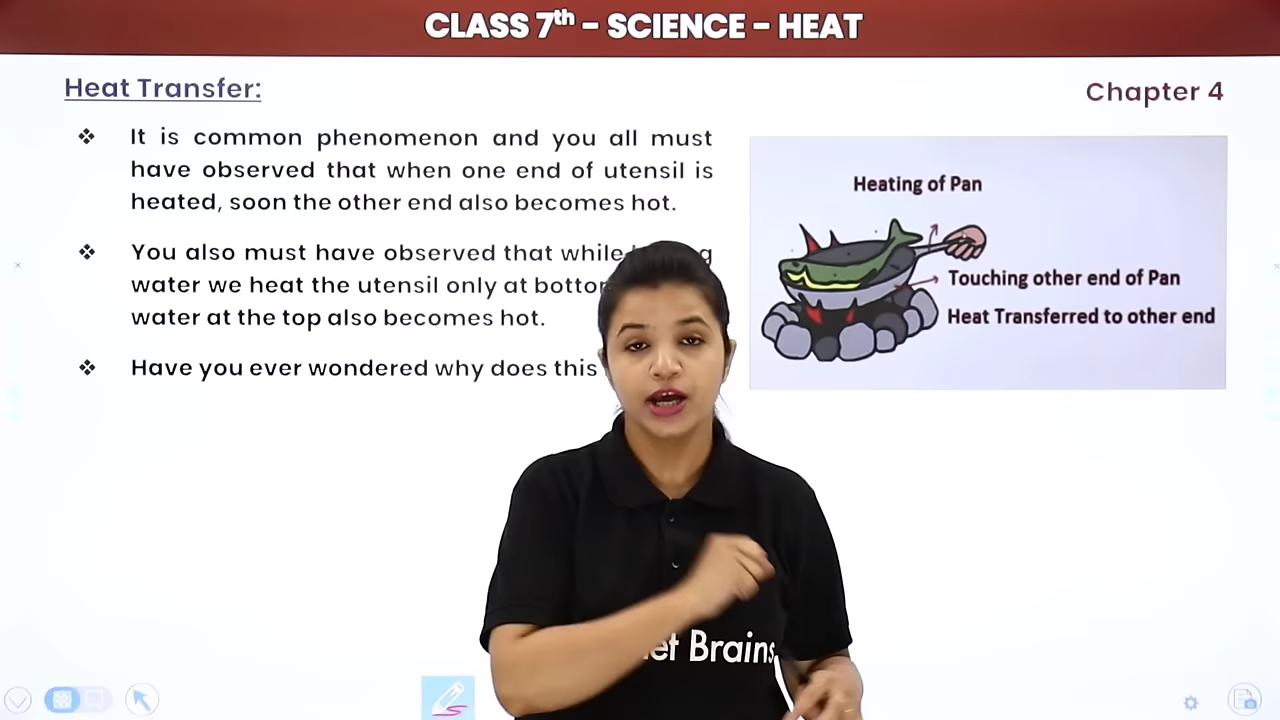 CLASS 7th - SCIENCE - HEAT
Heat Transfer:
Chapter 4
❖ It is common phenomenon and you all must
have observed that when one end of utensil is
heated, soon the other end also becomes hot.
❖ You also must have observed that while
water we heat the utensil only at
water at the top also becomes hot.
❖ Have you ever wondered why does this
Heating of Pan
Touching other end of Pan
Heat Transferred to other end
Brains